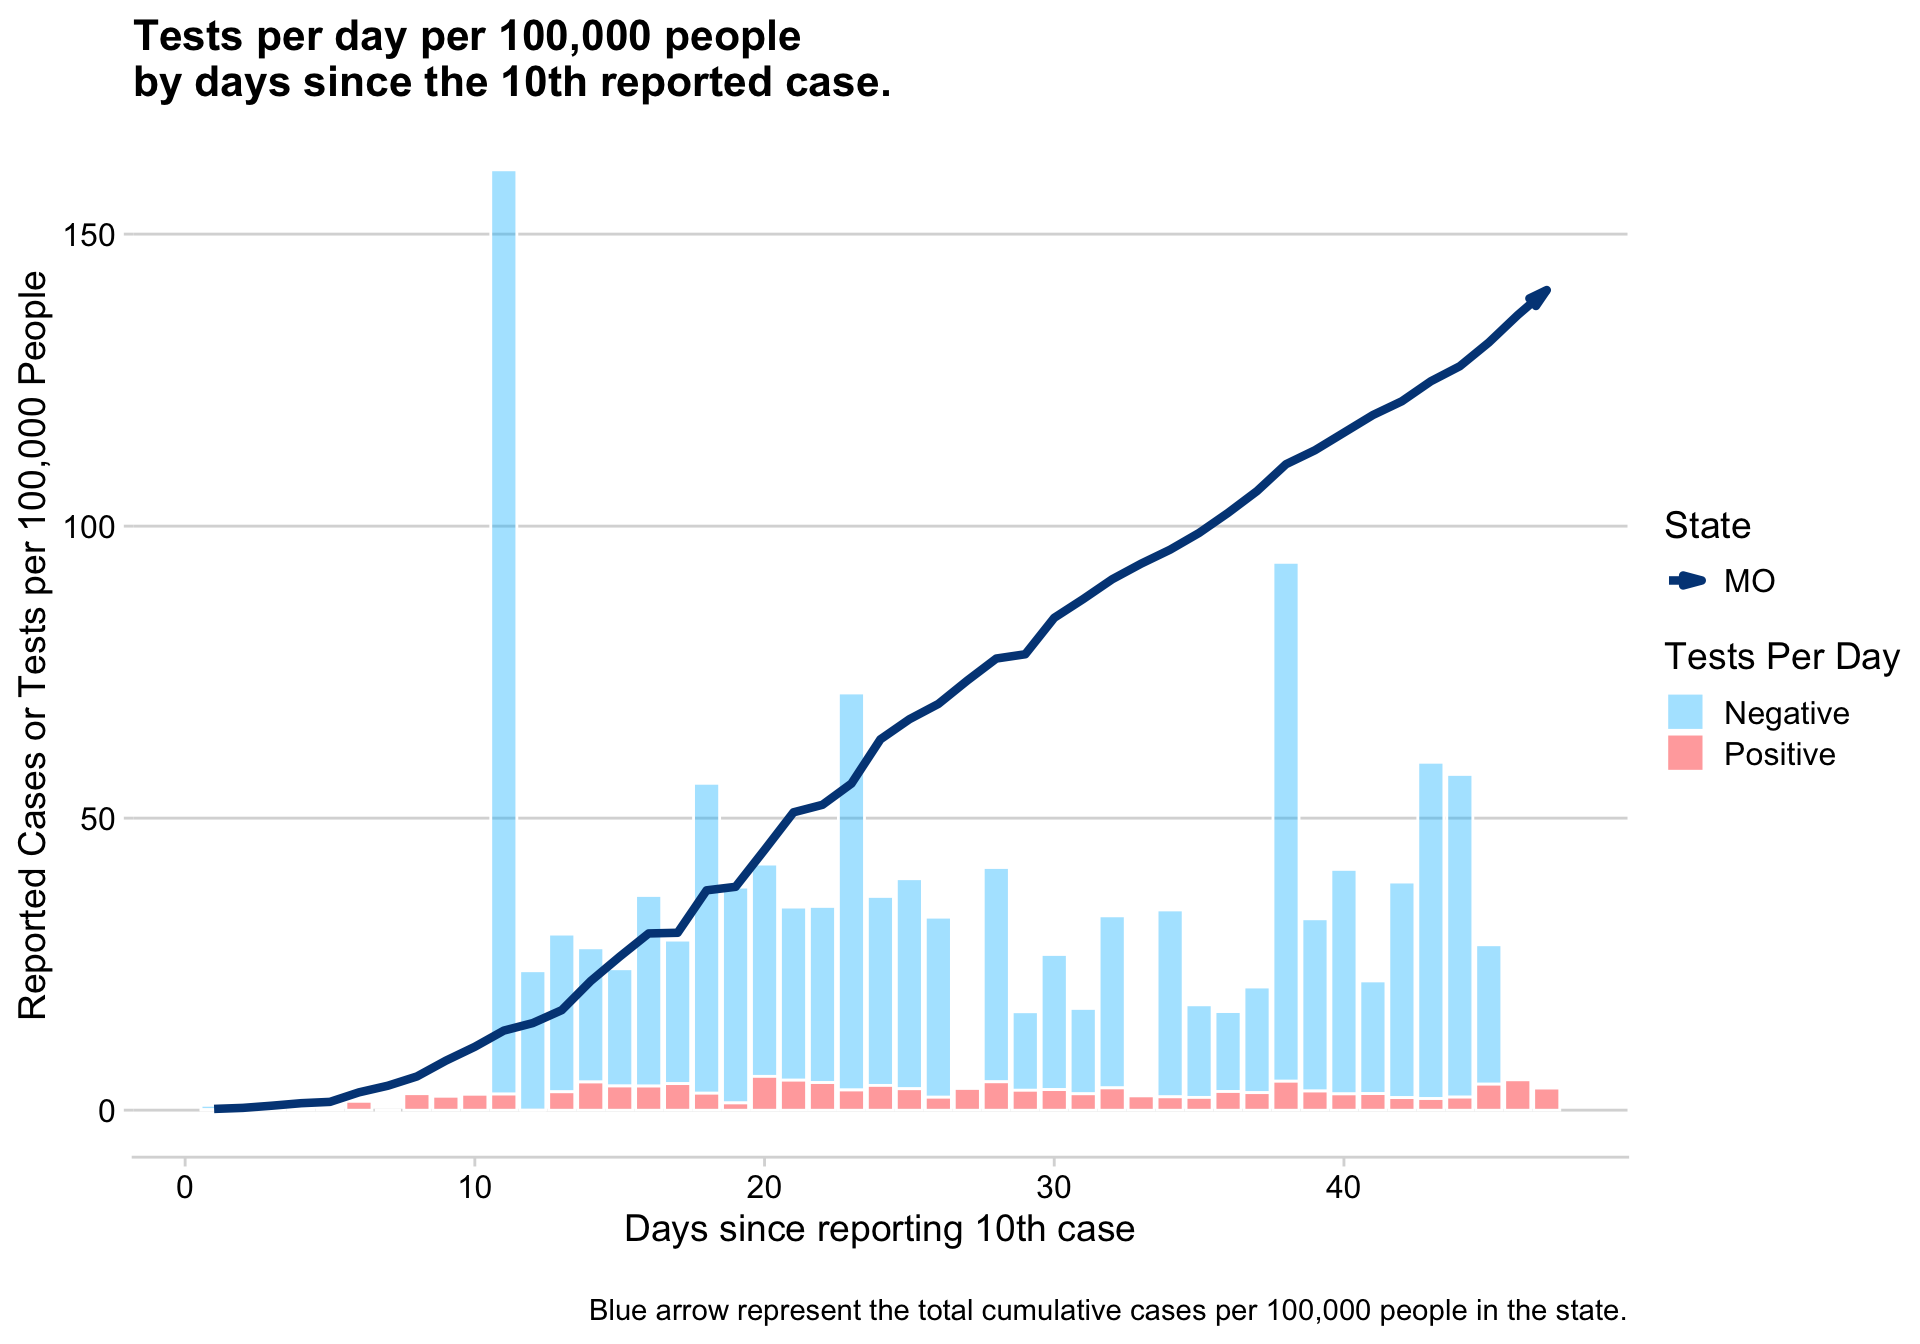 Tests per day per 100,000 people
by days since the 10th reported case.
Reported Cases or Tests per 100,000 People
150
100
50
0
0
10
20
30
40
Days since reporting 10th case
State
MO
Tests Per Day
Negative
Positive
Blue arrow represent the total cumulative cases per 100,000 people in the state.